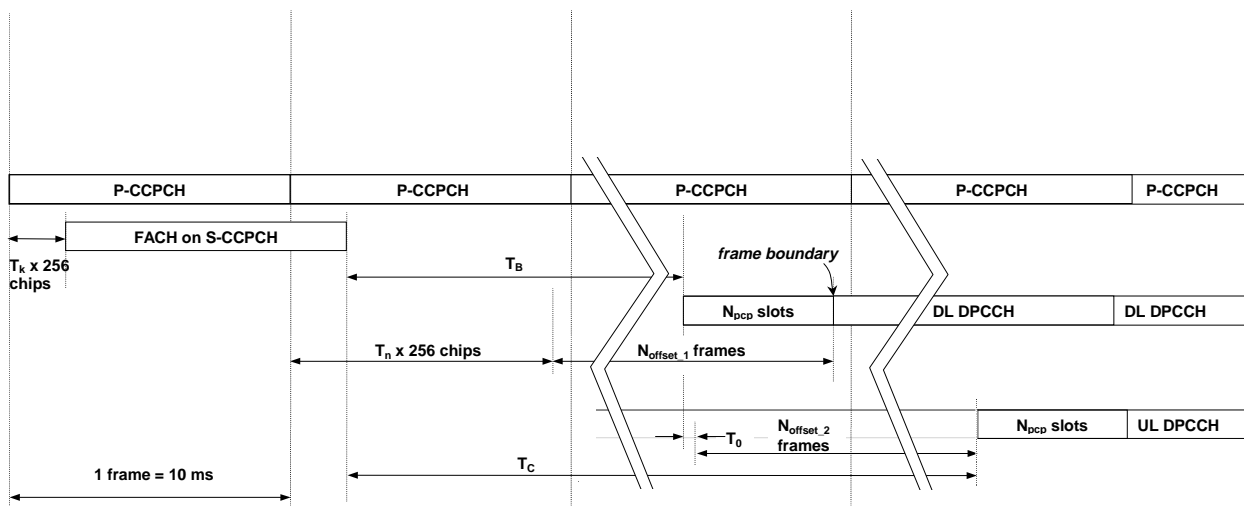 P-CCPCH P-CCPCH P-CCPCH P-CCPCH P-CCPCH
FACH on S-CCPCH
Tk x 256
chips
TB
frame boundary
Npcp slots DL DPCCH DL DPCCH
Tn x 256 chips
Noffset_1 frames
T0
Noffset_2
frames
Npcp slots UL DPCCH
TC
1 frame = 10 ms